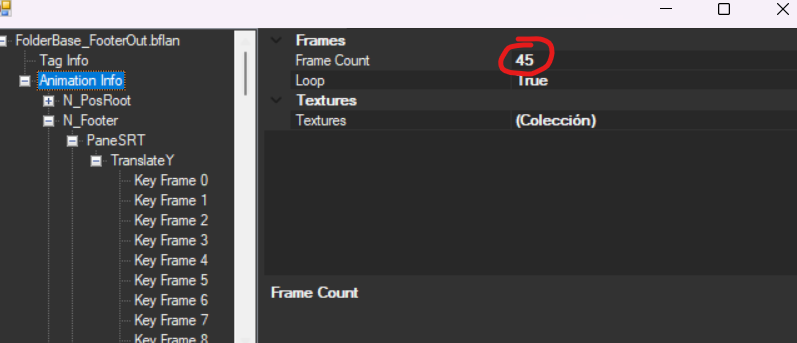 FolderBase_FooterOut.bflan
Tag Info
Animation Info
N_PosRoot
N_Footer
PaneSRT
TranslateY
Key Frame 0
Key Frame 1
Key Frame 2
Key Frame 3
Key Frame 4
Key Frame 5
Key Frame 6
Key Frame 7
Key Frame 8
Frames
Frame Count 45
Loop True
Textures
Textures (Colección)
Frame Count